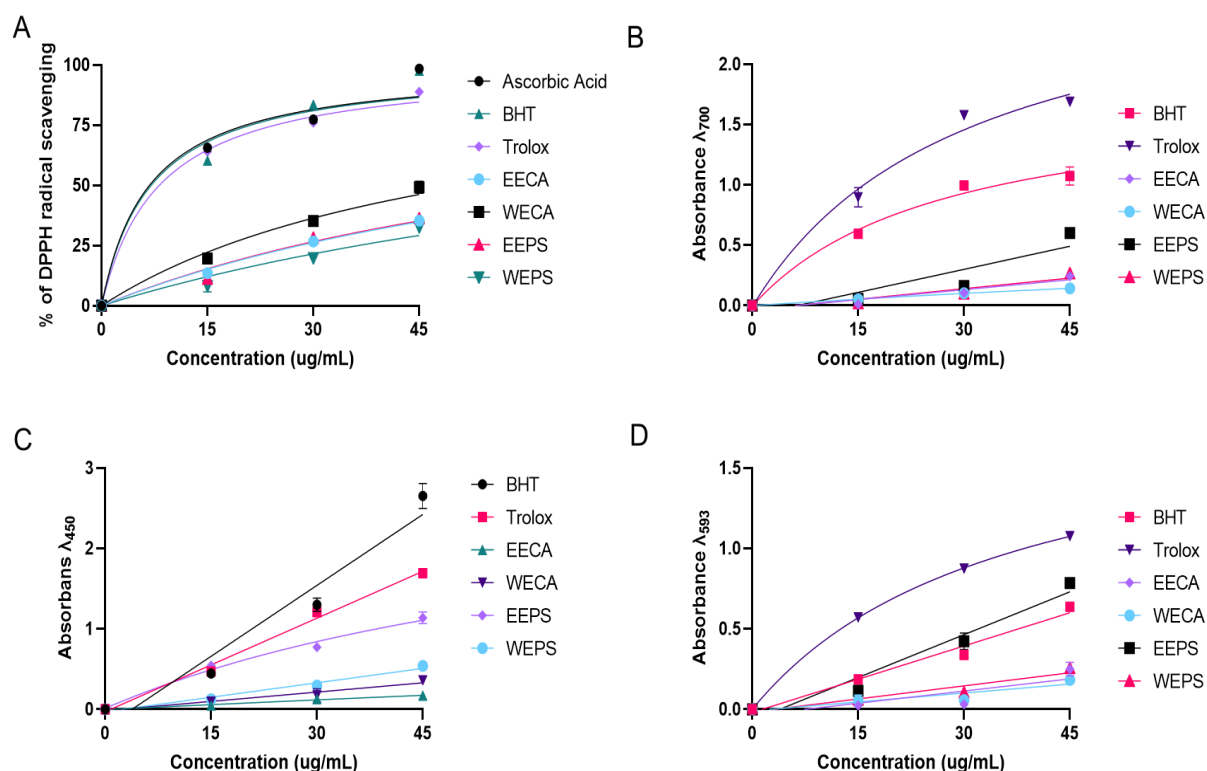 A
% of DPPH radical scavenging
100
75
50
25
0
0 15 30 45
Concentration (ug/mL)
Ascorbic Acid
BHT
Trolox
EECA
WECA
EEPS
WEPS
B
Absorbance λ700
2.0
1.5
1.0
0.5
0.0
0 15 30 45
Concentration (ug/mL)
BHT
Trolox
EECA
WECA
EEPS
WEPS
C
Absorbans λ450
3
2
1
0
0 15 30 45
Concentration (ug/mL)
BHT
Trolox
EECA
WECA
EEPS
WEPS
D
Absorbance λ593
1.5
1.0
0.5
0.0
0 15 30 45
Concentration (ug/mL)
BHT
Trolox
EECA
WECA
EEPS
WEPS